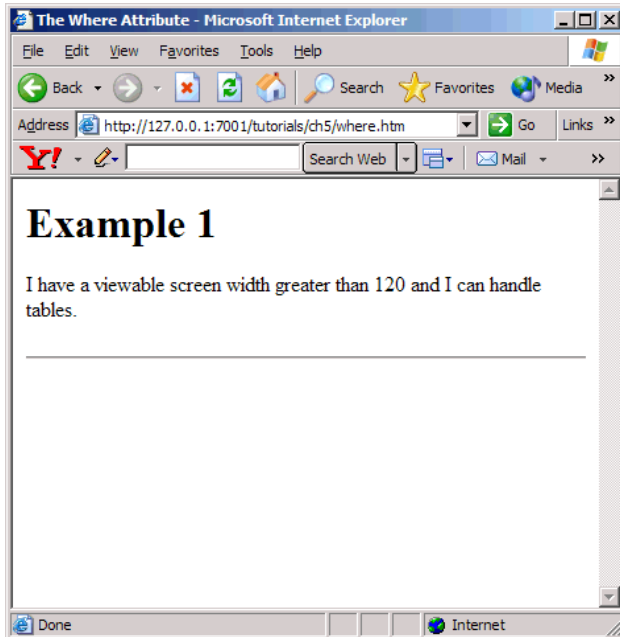 The Where Attribute - Microsoft Internet Explorer
File Edit View Favorites Tools Help
Back Search Favorites Media »
Address http://127.0.0.1:7001/tutorials/ch5/where.htm Go Links »
Y! Search Web Mail »
Example 1
I have a viewable screen width greater than 120 and I can handle
tables.
Done Internet